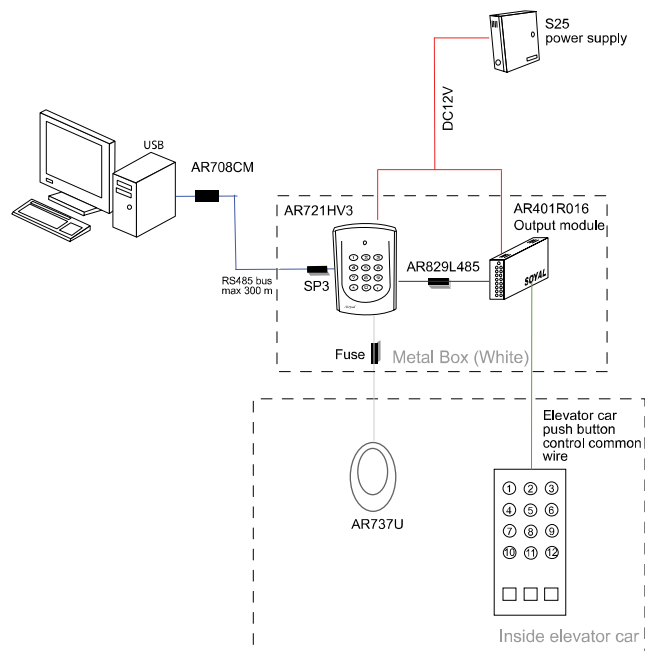 S25
power supply
DC12V
USB
AR708CM
AR721HV3
AR401R016
Output module
AR829L485
SOYAL
RS485 bus
max 300 m
SP3
Fuse
Metal Box (White)
Elevator car
push button
control common
wire
AR737U
1 2 3
4 5 6
7 8 9
10 11 12
Inside elevator car